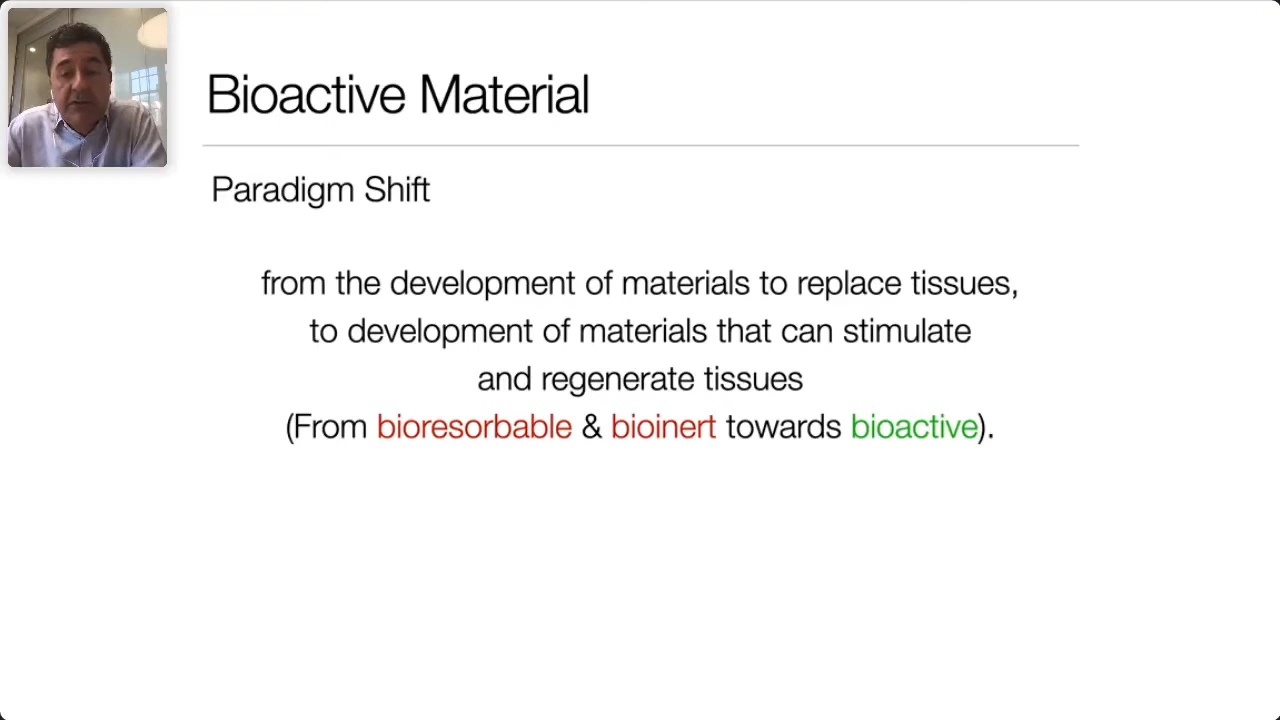 Bioactive Material
Paradigm Shift
from the development of materials to replace tissues,
to development of materials that can stimulate
and regenerate tissues
(From bioresorbable & bioinert towards bioactive).